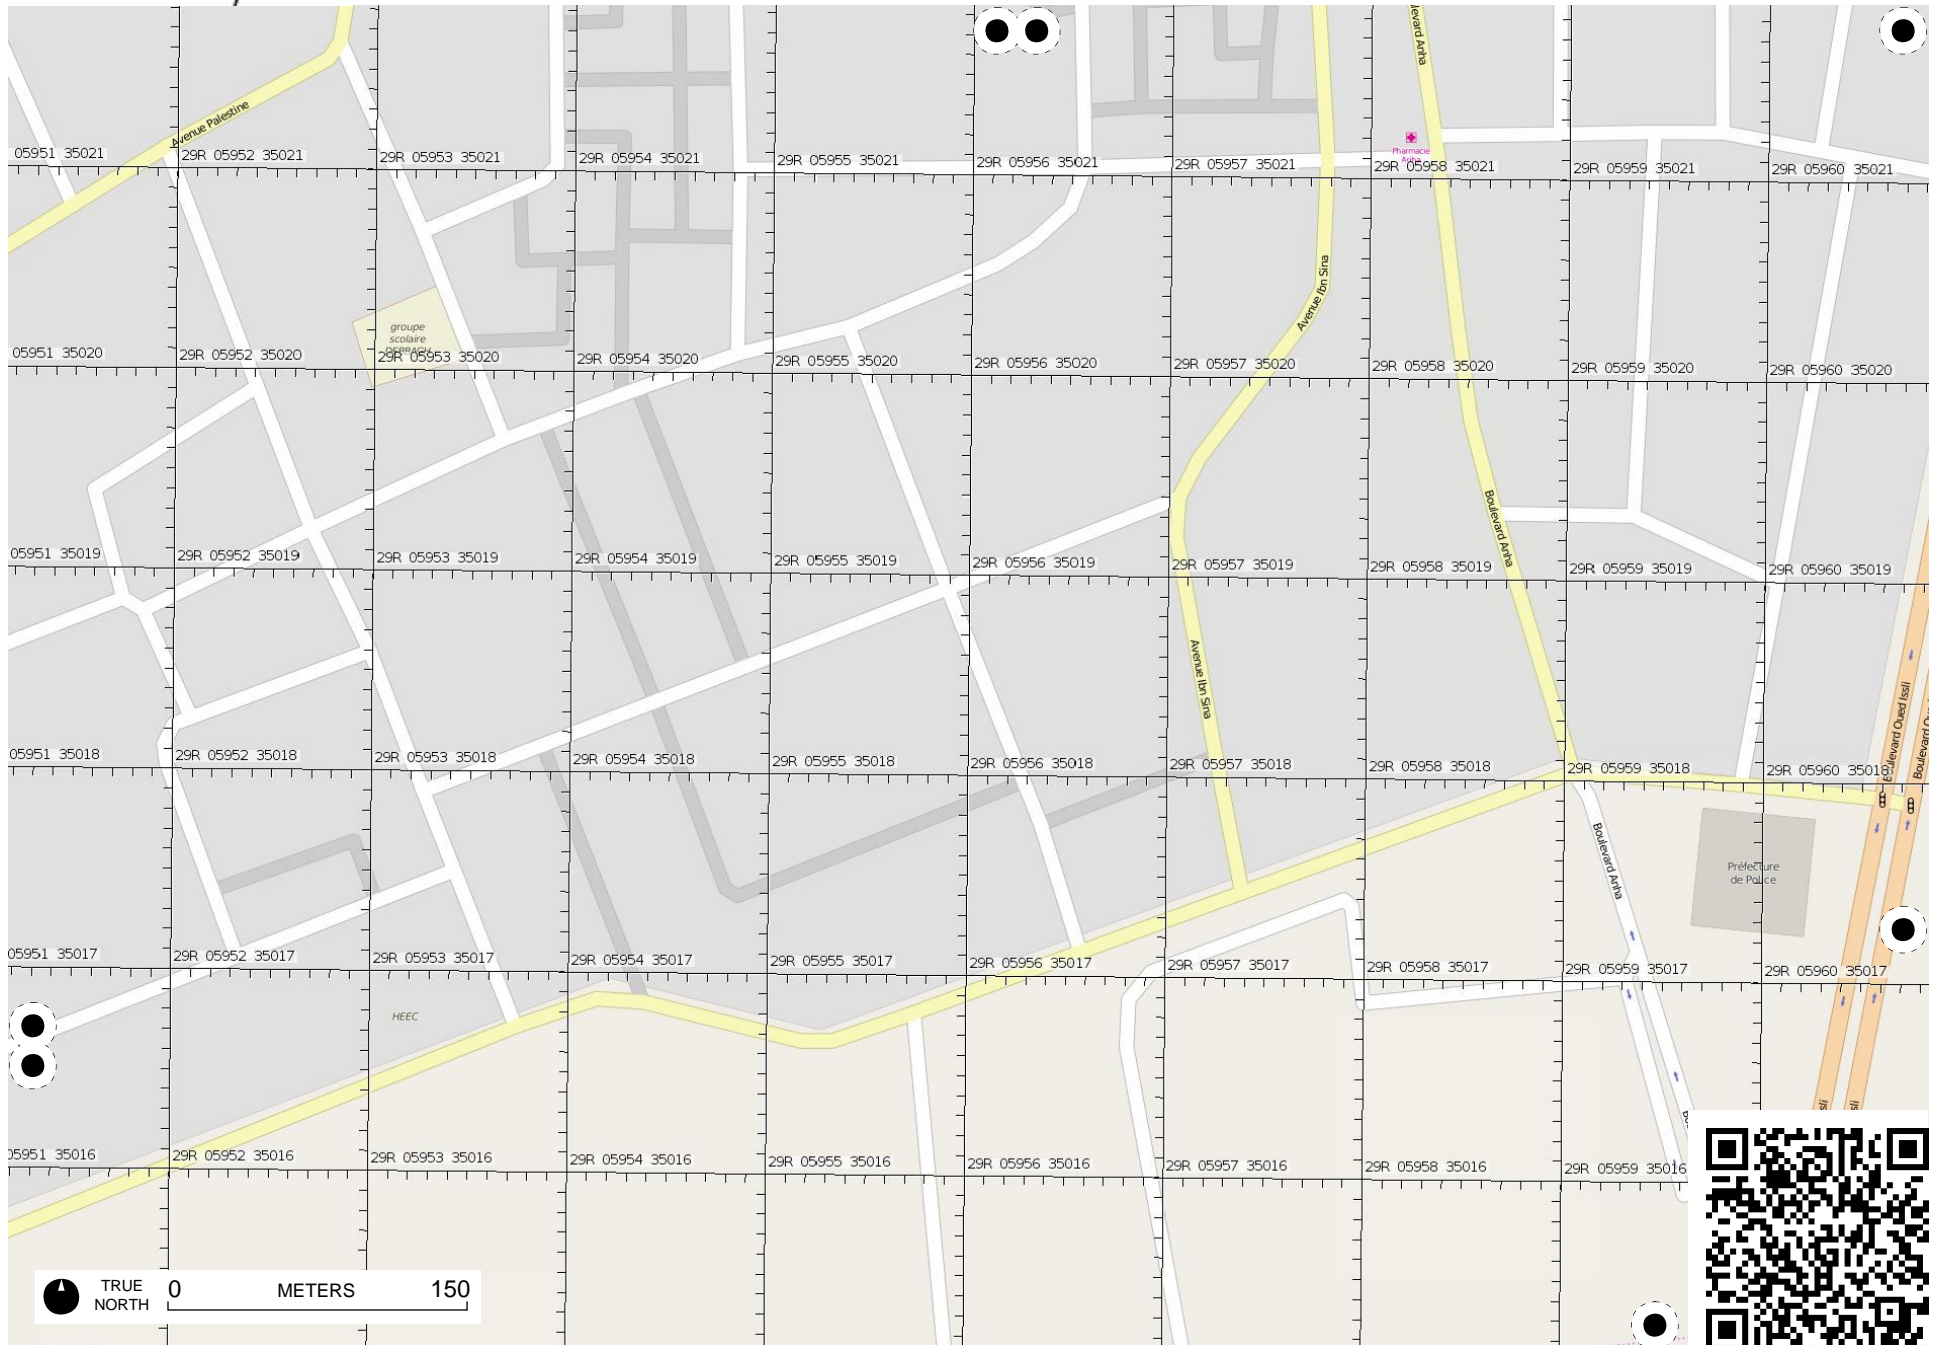 Boulevard Anha
Avenue Palestine
Pharmacie
05951 35021
29R 05952 35021
29R 05953 35021
29R 05954 35021
29R 05955 35021
29R 05956 35021
29R 05957 35021
29R 05958 35021
29R 05959 35021
29R 05960 35021
Avenue Ibn Sina
groupe
scolaire
05951 35020
29R 05952 35020
29R 05953 35020
29R 05954 35020
29R 05955 35020
29R 05956 35020
29R 05957 35020
29R 05958 35020
29R 05959 35020
29R 05960 35020
Boulevard Anha
05951 35019
29R 05952 35019
29R 05953 35019
29R 05954 35019
29R 05955 35019
29R 05956 35019
29R 05957 35019
29R 05958 35019
29R 05959 35019
29R 05960 35019
Avenue Ibn Sina
Boulevard Oued Issli
Boulevard
05951 35018
29R 05952 35018
29R 05953 35018
29R 05954 35018
29R 05955 35018
29R 05956 35018
29R 05957 35018
29R 05958 35018
29R 05959 35018
29R 05960 35018
Boulevard Anha
Préfecture
de Police
05951 35017
29R 05952 35017
29R 05953 35017
29R 05954 35017
29R 05955 35017
29R 05956 35017
29R 05957 35017
29R 05958 35017
29R 05959 35017
29R 05960 35017
HEEC
05951 35016
29R 05952 35016
29R 05953 35016
29R 05954 35016
29R 05955 35016
29R 05956 35016
29R 05957 35016
29R 05958 35016
29R 05959 35016
TRUE
NORTH
0 METERS 150